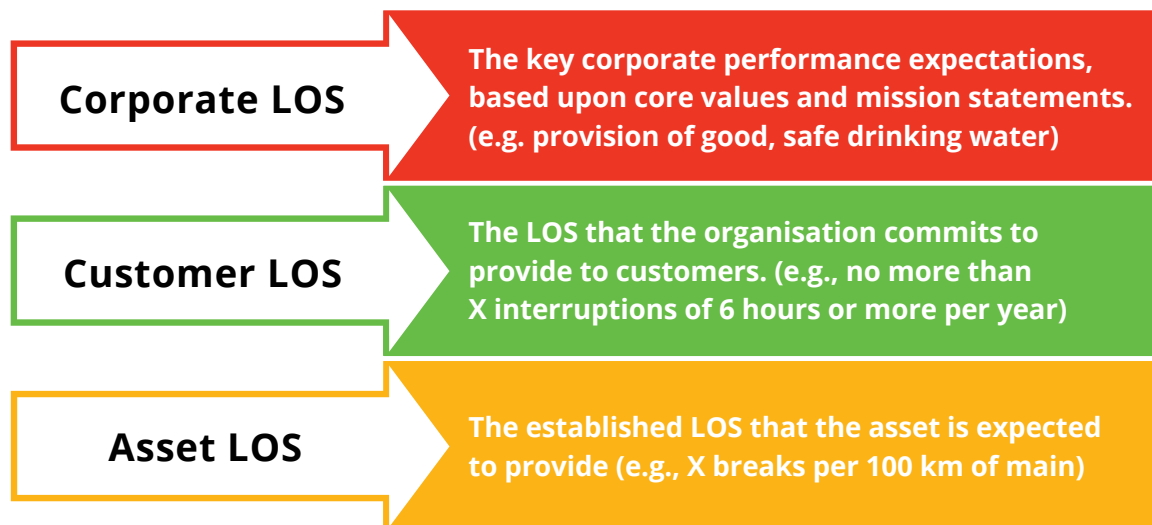 Corporate LOS
The key corporate performance expectations,
based upon core values and mission statements.
(e.g. provision of good, safe drinking water)
Customer LOS
The LOS that the organisation commits to
provide to customers. (e.g., no more than
X interruptions of 6 hours or more per year)
Asset LOS
The established LOS that the asset is expected
to provide (e.g., X breaks per 100 km of main)